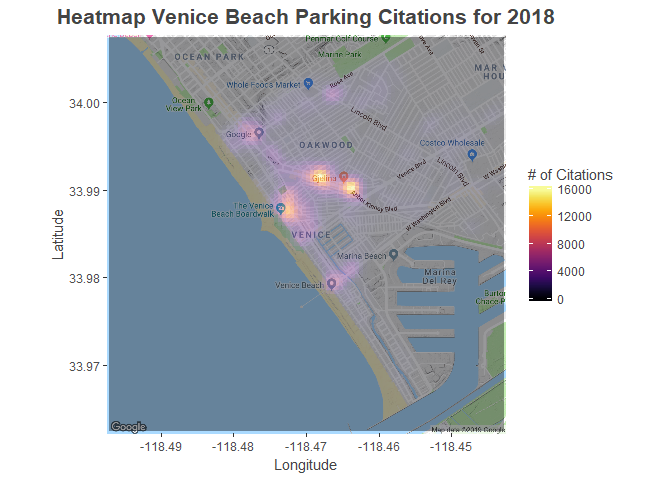 Heatmap Venice Beach Parking Citations for 2018
Penmar Golf Course
OCEAN PARK
Marine Park
MAR V
HOU
Whole Foods Market
Rose Ave
34.00
Ocean
View Park
Lincoln Blvd
Google
OAKWOOD
Costco Wholesale
Lincoln Blvd
Venice Blvd
W Washington
33.99
Gjelina
Abbot Kinney Blvd
W Washington Blvd
The Venice
Beach Boardwalk
VENICE
Marina Beach
33.98
Marina
Del Rey
Venice Beach
Burton
Chace P
33.97
Google
Map data ©2019 Google
-118.49
-118.48
-118.47
-118.46
-118.45
Longitude
Latitude
# of Citations
16000
12000
8000
4000
0